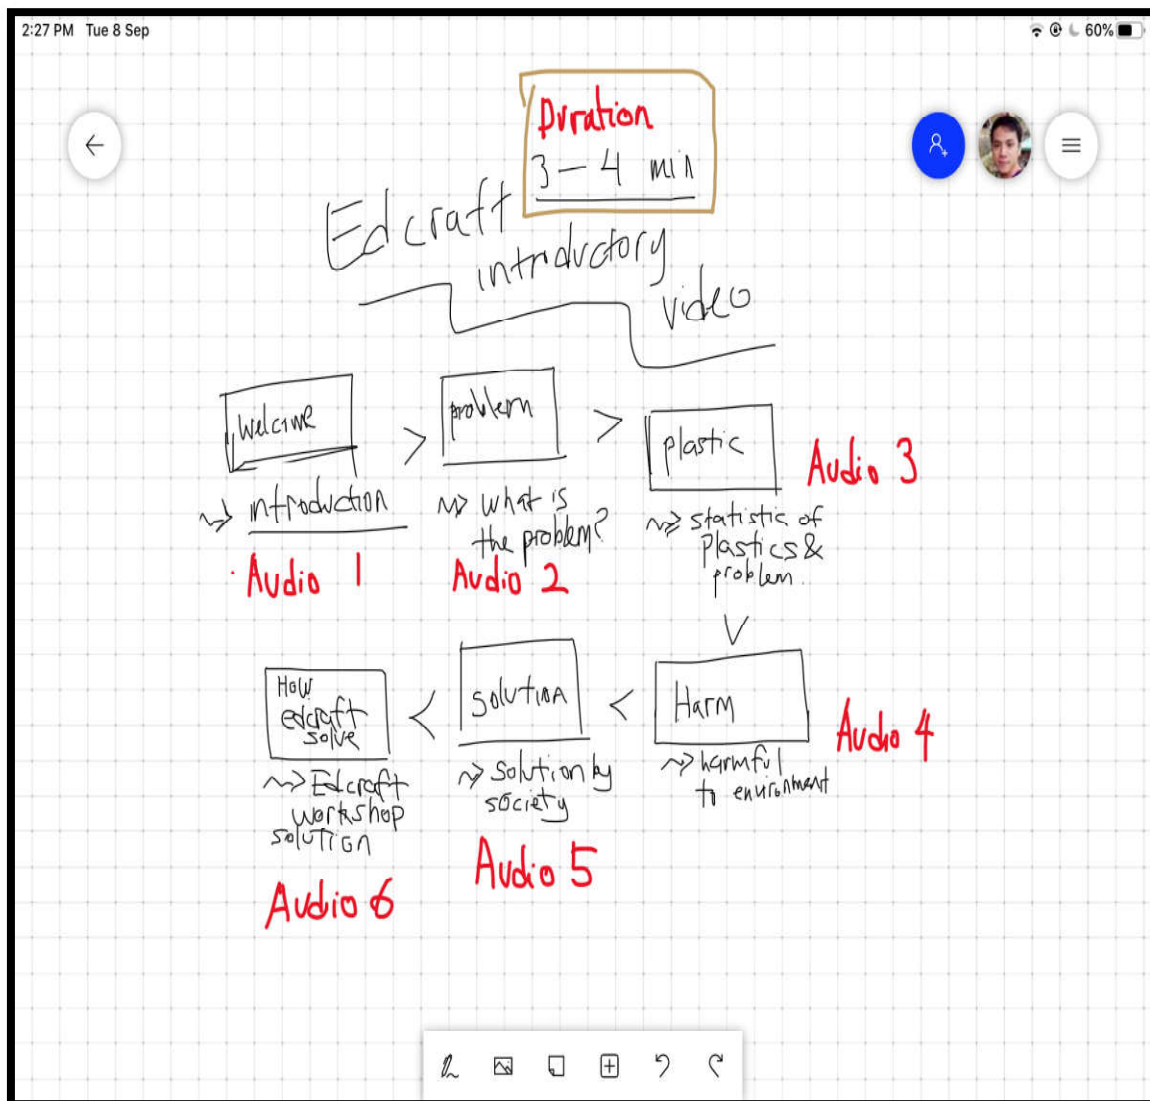 2:27 PM Tue 8 Sep
60%
Duration
3 - 4 min
Edcraft
introductory
video
Welcome
>
problem
>
plastic
Audio 3
~> introduction
~> what is
the problem?
~> statistic of
plastics &
problem.
Audio 1
Audio 2
How
edcraft
solve
<
solution
<
Harm
Audio 4
~> Edcraft
workshop
solution
~> solution by
society
~> harmful
to environment
Audio 5
Audio 6